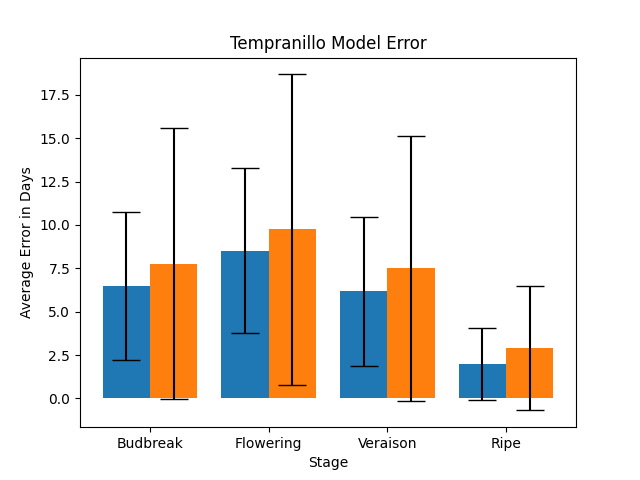 Tempranillo Model Error
Average Error in Days
17.5
15.0
12.5
10.0
7.5
5.0
2.5
0.0
Budbreak Flowering Veraison Ripe
Stage